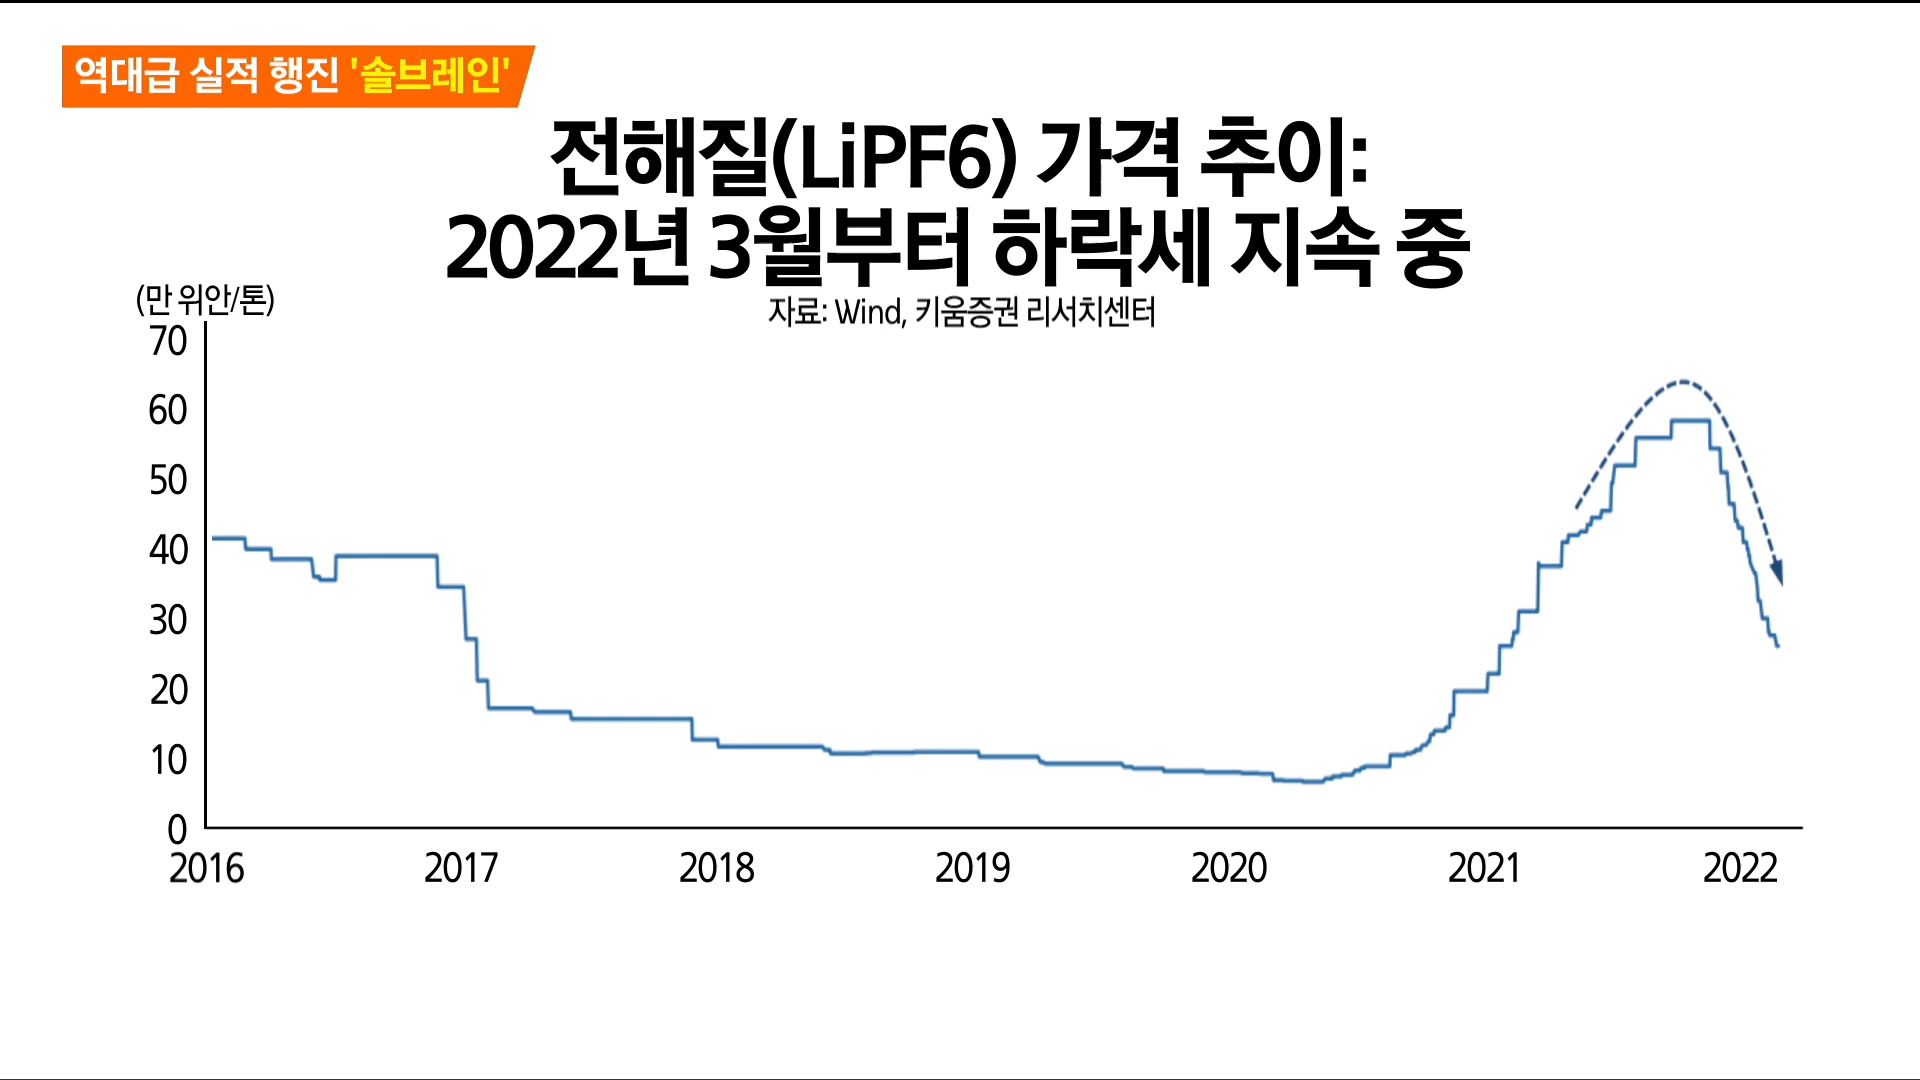 역대급 실적 행진 '솔브레인'
전해질(LiPF6) 가격 추이:
2022년 3월부터 하락세 지속 중
자료: Wind, 키움증권 리서치센터
(만 위안/톤)
70
60
50
40
30
20
10
0
2016 2017 2018 2019 2020 2021 2022